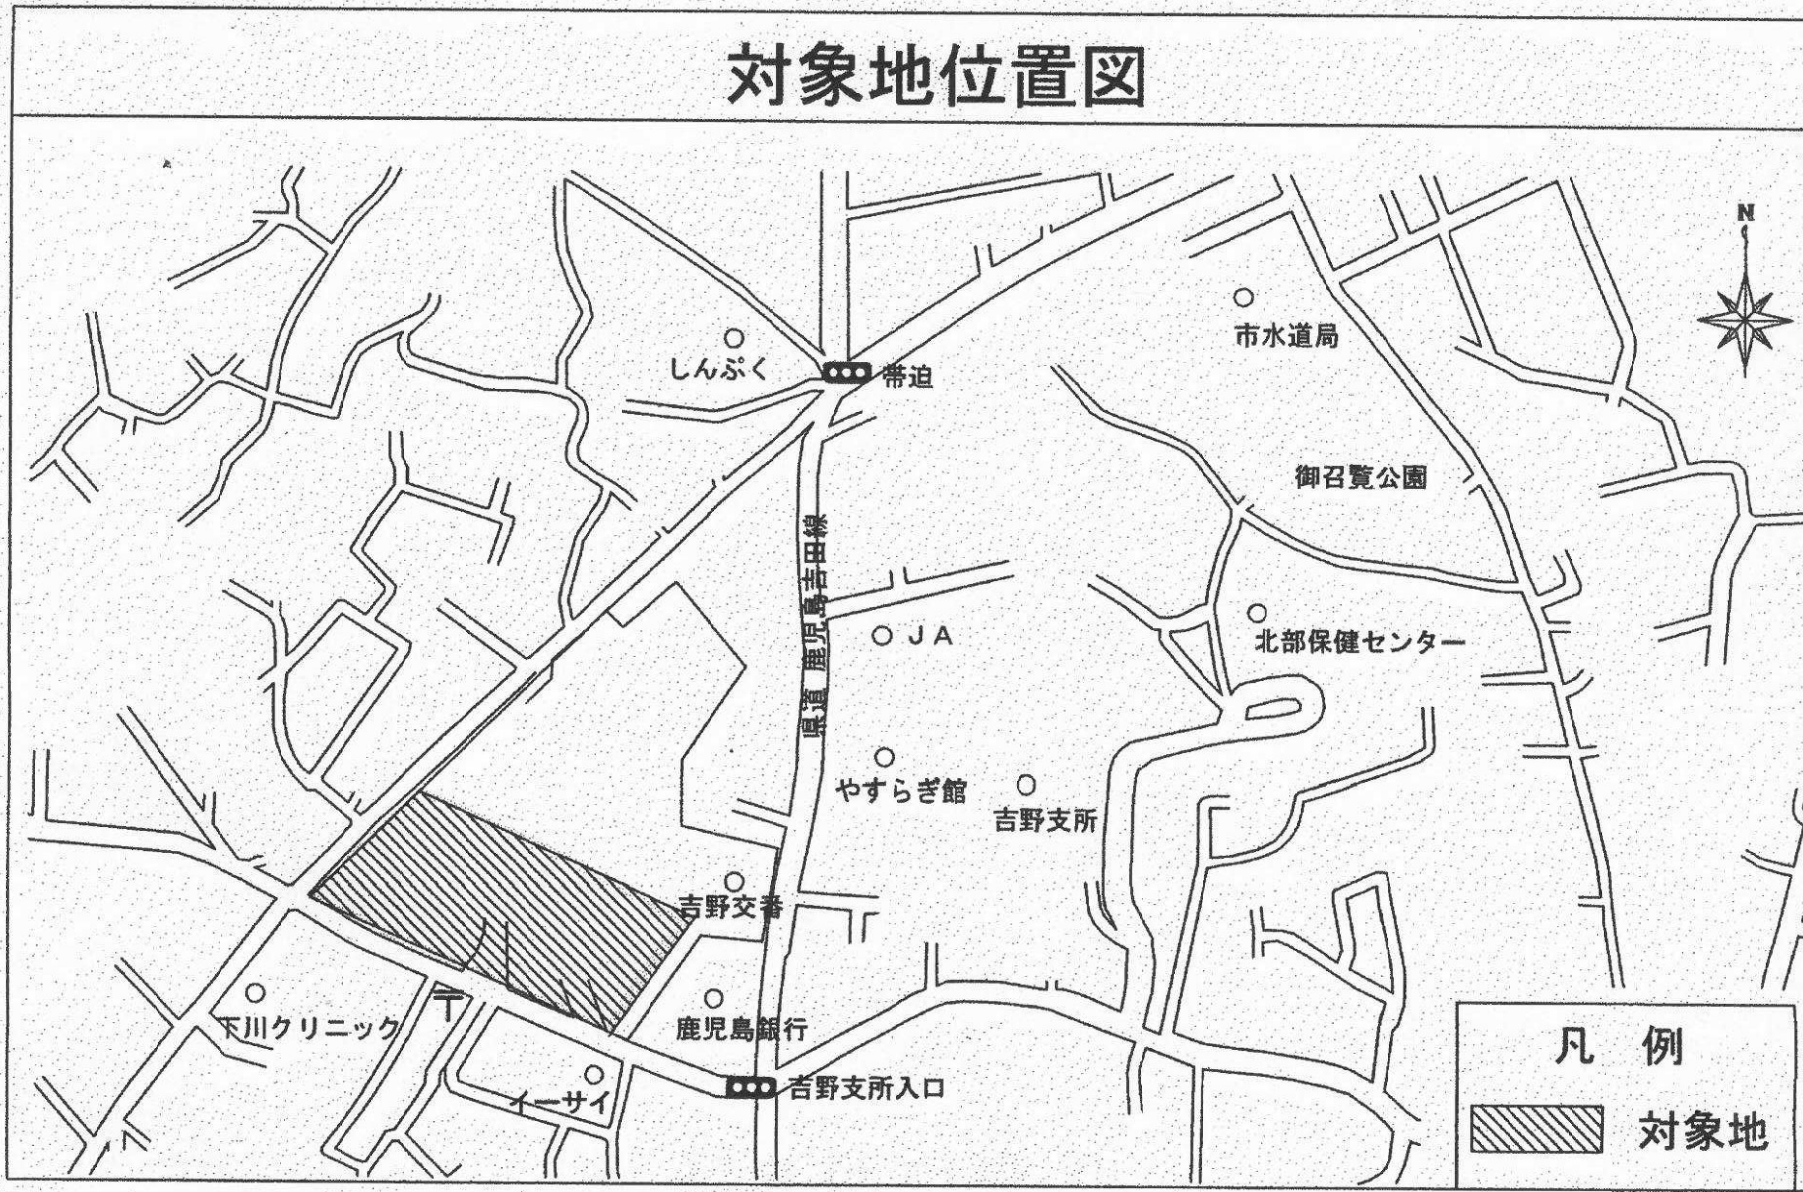 対象地位置図
N
市水道局
しんぷく
帯迫
御召覧公園
県道 鹿児島吉田線
JA
北部保健センター
やすらぎ館
吉野支所
吉野交番
下川クリニック
〒
鹿児島銀行
イーサイ
吉野支所入口
凡 例
対象地